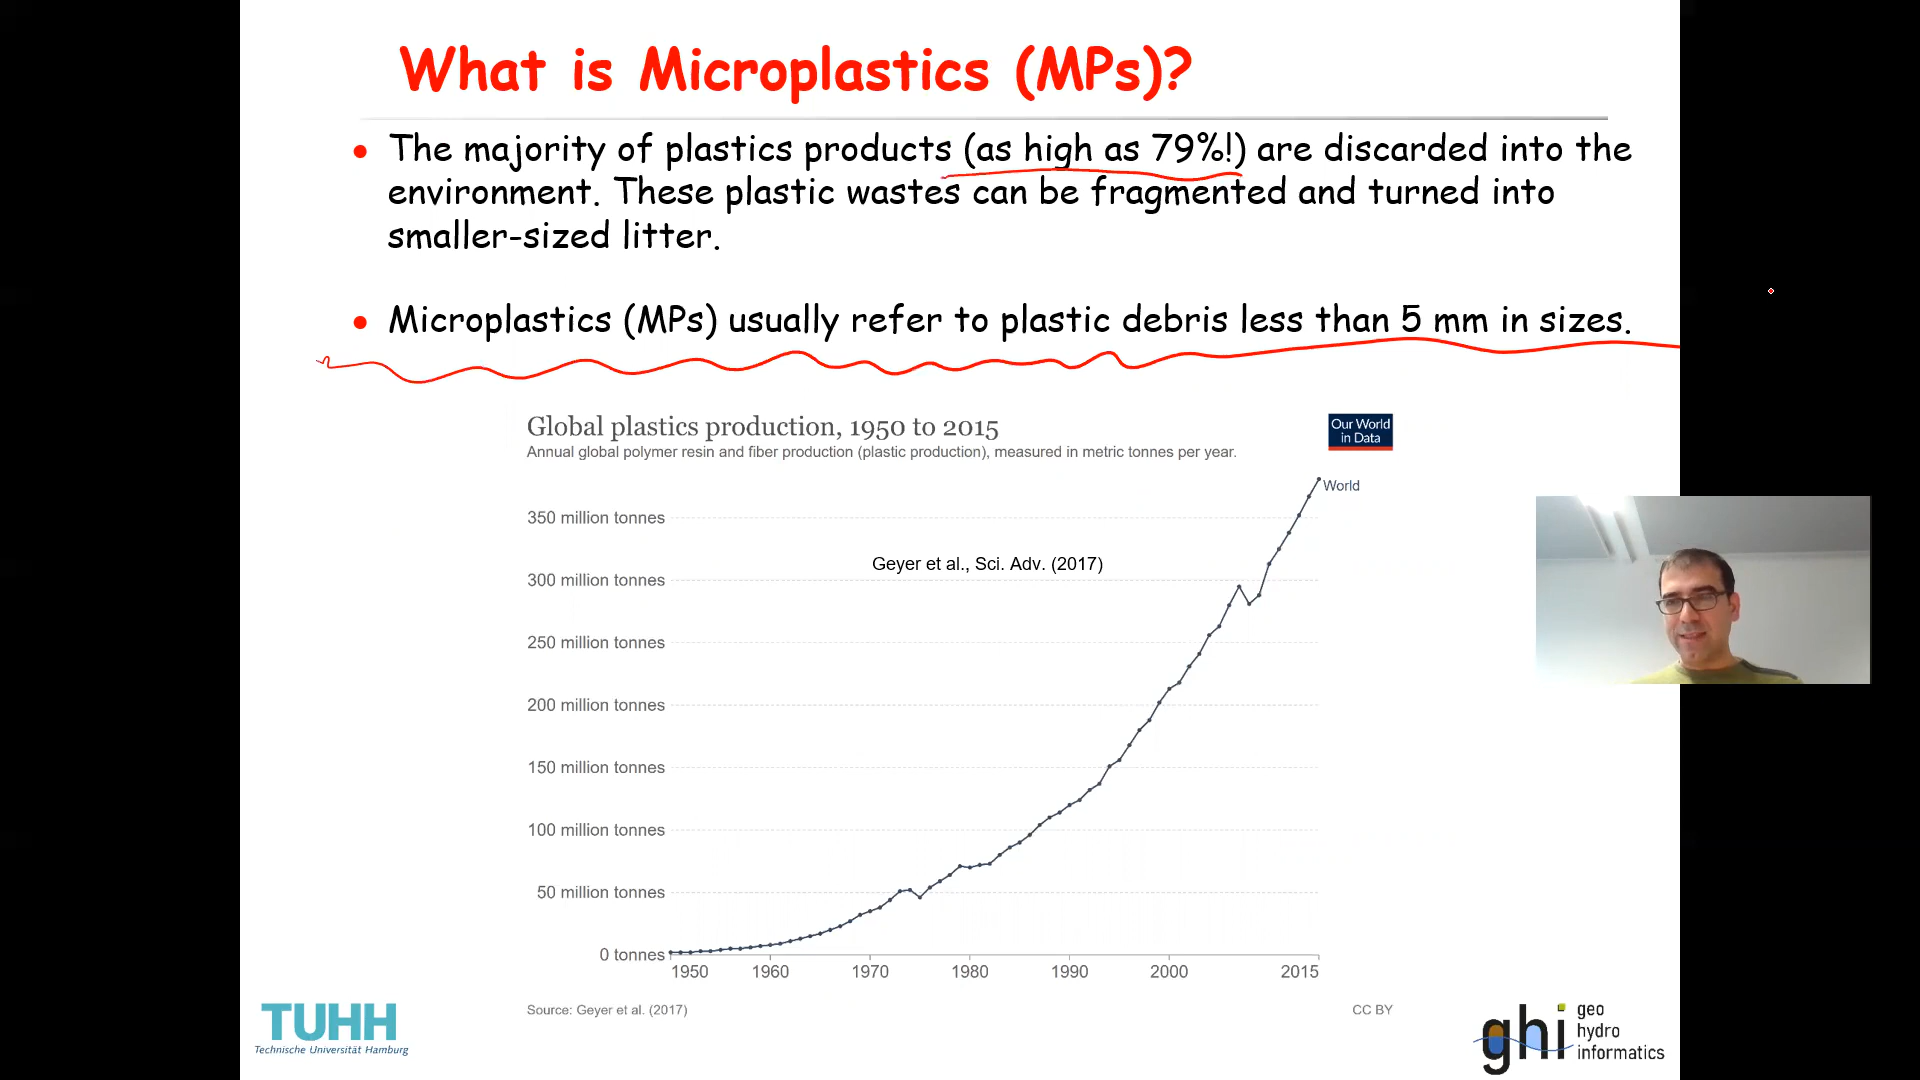 What is Microplastics (MPs)?
• The majority of plastics products (as high as 79%!) are discarded into the
environment. These plastic wastes can be fragmented and turned into
smaller-sized litter.
• Microplastics (MPs) usually refer to plastic debris less than 5 mm in sizes.
Global plastics production, 1950 to 2015
Annual global polymer resin and fiber production (plastic production), measured in metric tonnes per year.
Our World
in Data
World
350 million tonnes
Geyer et al., Sci. Adv. (2017)
300 million tonnes
250 million tonnes
200 million tonnes
150 million tonnes
100 million tonnes
50 million tonnes
0 tonnes
1950 1960 1970 1980 1990 2000 2015
Source: Geyer et al. (2017)
CC BY
TUHH
Technische Universität Hamburg
ghi
geo
hydro
informatics